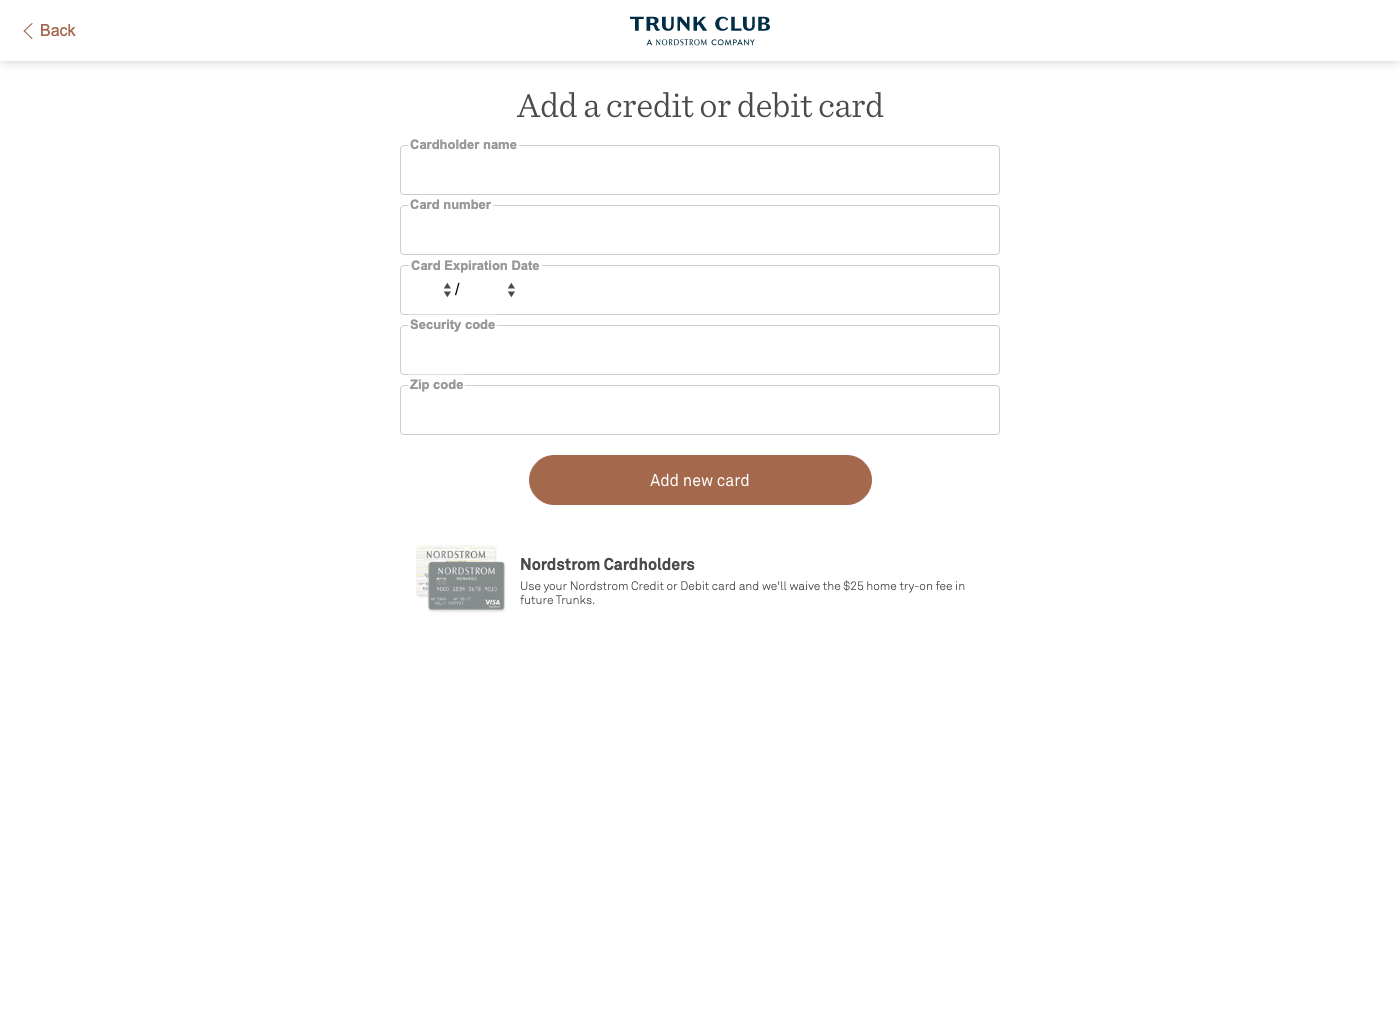 Back
TRUNK CLUB
A NORDSTROM COMPANY
Add a credit or debit card
Cardholder name
Card number
Card Expiration Date
/
Security code
Zip code
Add new card
NORDSTROM
NORDSTROM
VISA
Nordstrom Cardholders
Use your Nordstrom Credit or Debit card and we'll waive the $25 home try-on fee in
future Trunks.